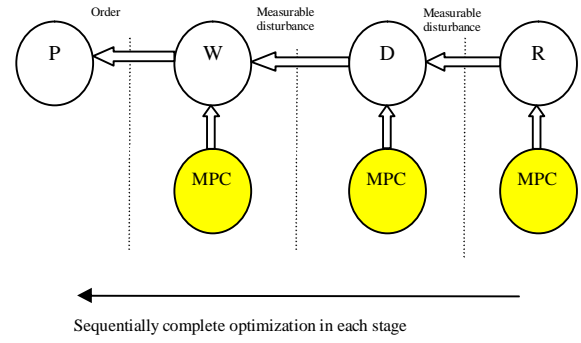 Order
Measurable
disturbance
Measurable
disturbance
P
W
D
R
MPC
MPC
MPC
Sequentially complete optimization in each stage